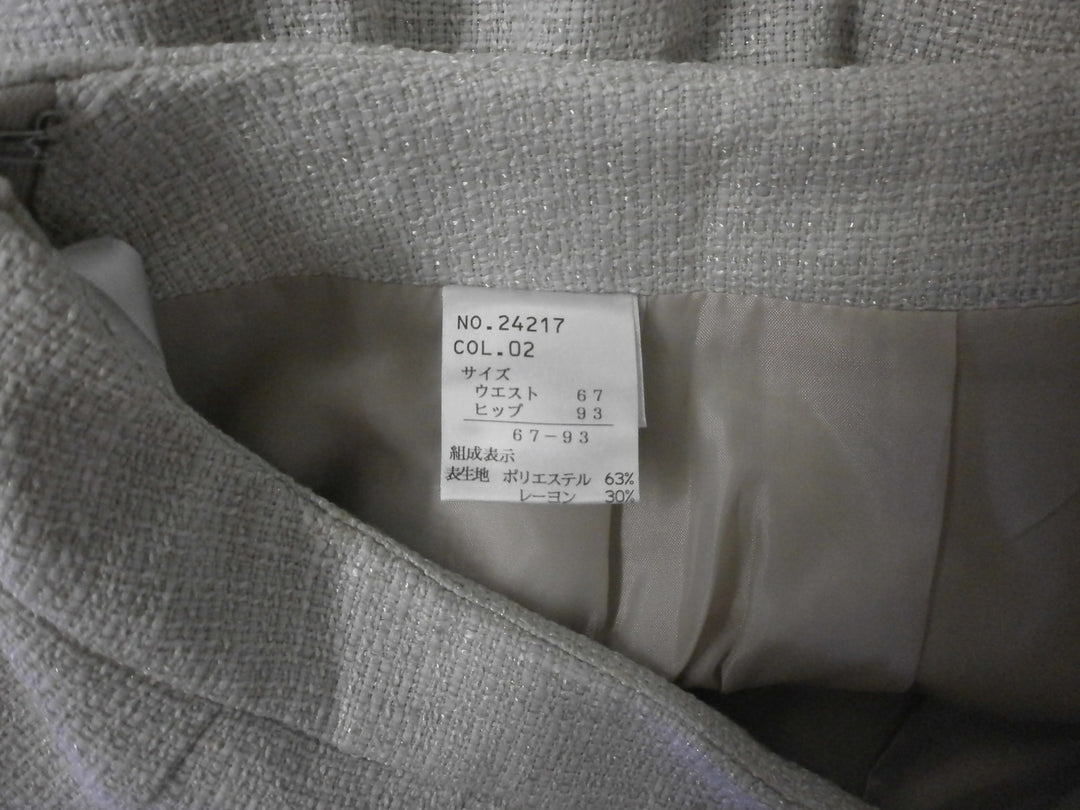 NO.24217
COL.02
サイズ
ウエスト 67
ヒップ 93
67-93
組成表示
表生地 ポリエステル 63%
レーヨン 30%